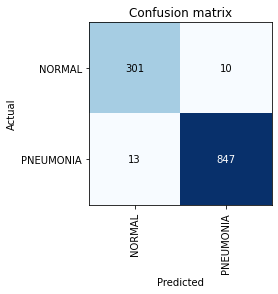 Confusion matrix
Actual
NORMAL
301 10
PNEUMONIA
13 847
NORMAL
PNEUMONIA
Predicted